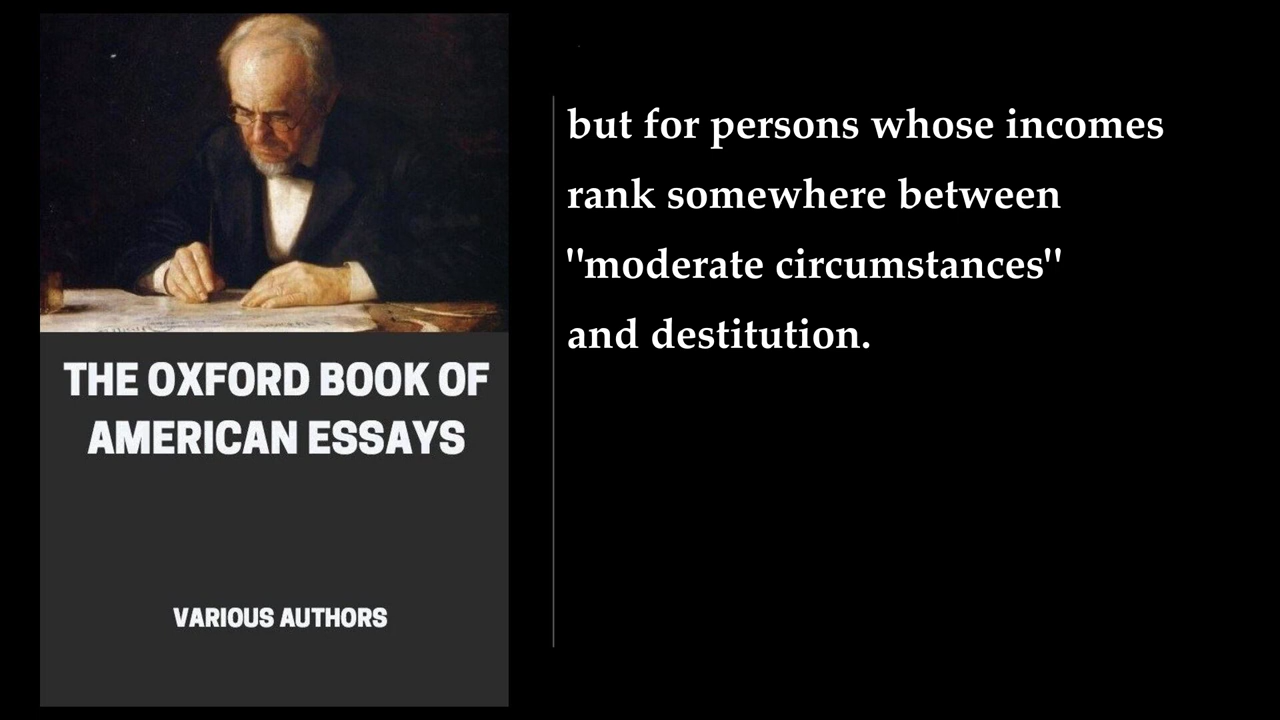 THE OXFORD BOOK OF
AMERICAN ESSAYS
VARIOUS AUTHORS
but for persons whose incomes
rank somewhere between
"moderate circumstances"
and destitution.